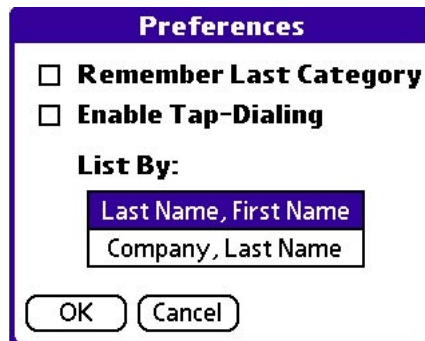 Preferences
Remember Last Category
Enable Tap-Dialing
List By:
Last Name, First Name
Company, Last Name
OK Cancel